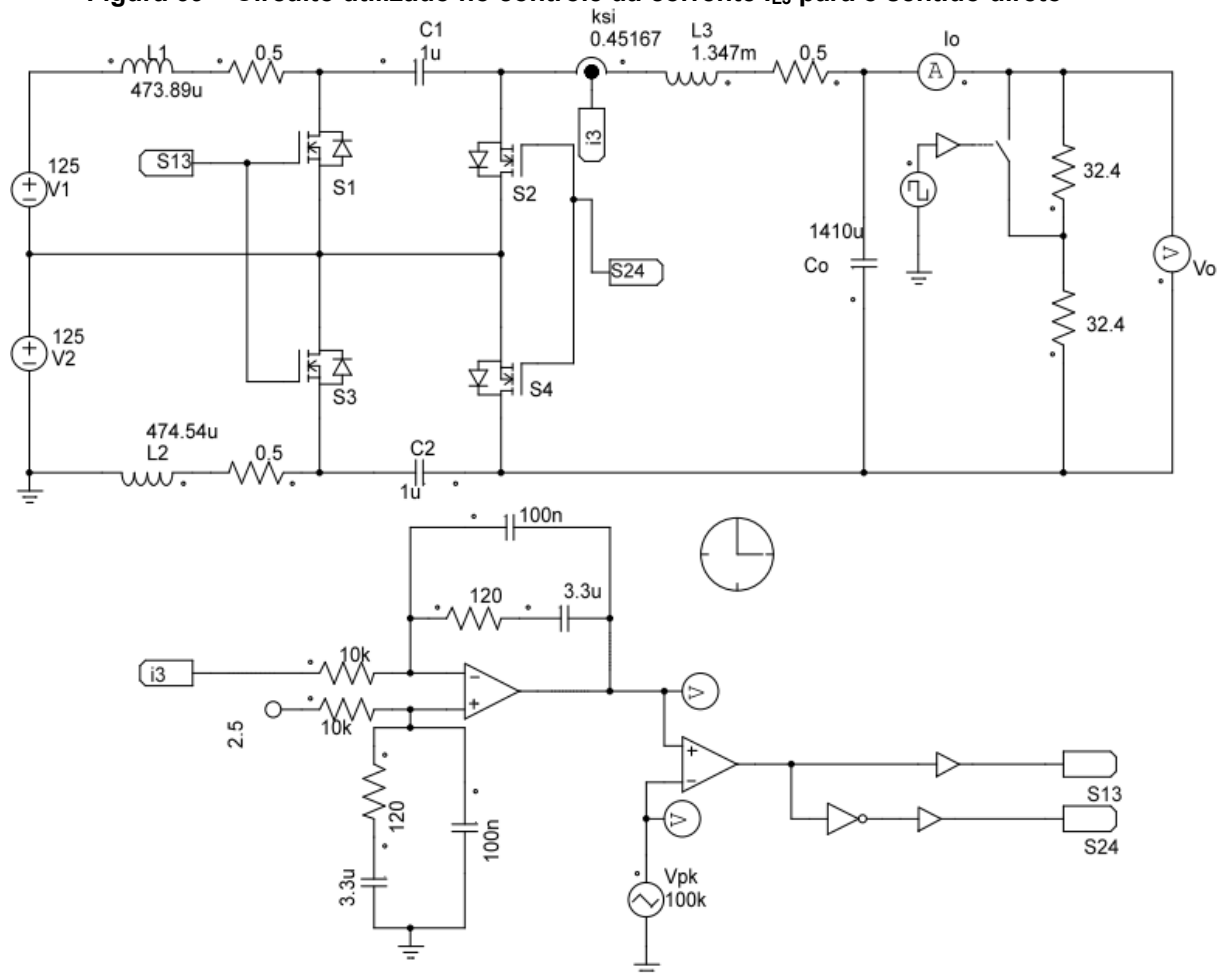 Figura 60 – Circuito utilizado no controle da corrente iL3 para o sentido direto
L1
473.89u
0.5
C1
1u
ksi
0.45167
L3
1.347m
0.5
Io
A
i3
125
V1
S13
S1
S2
32.4
S24
1410u
Co
V
Vo
125
V2
S3
S4
32.4
474.54u
L2
0.5
C2
1u
100n
120
3.3u
i3
10k
2.5
10k
V
120
100n
3.3u
V
S13
S24
Vpk
100k